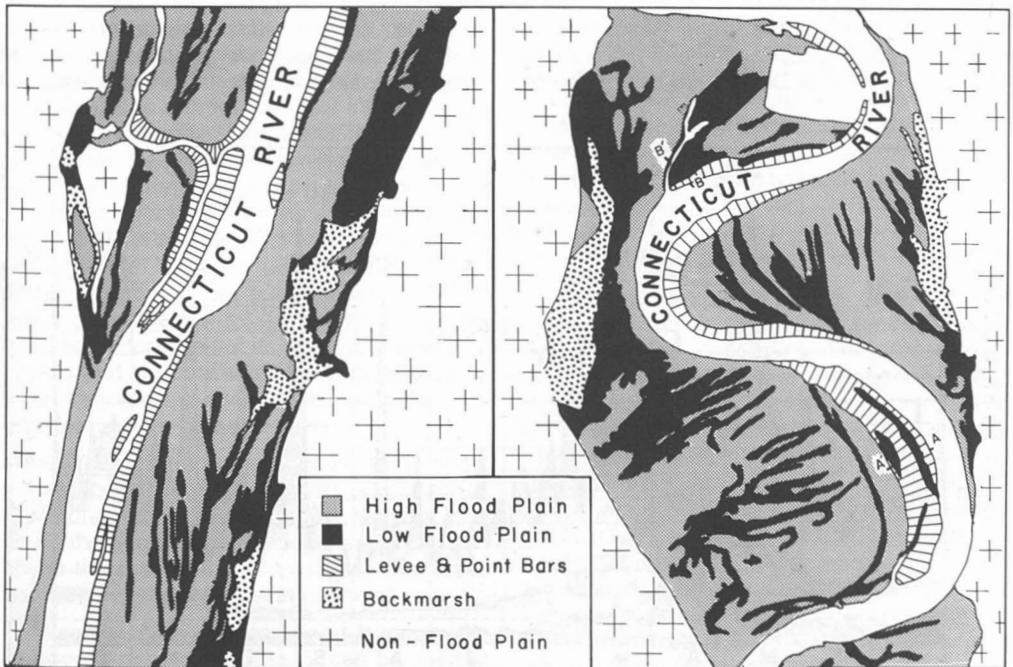 CONNECTICUT RIVER
CONNECTICUT RIVER
B'
B
A'
A
High Flood Plain
Low Flood Plain
Levee & Point Bars
Backmarsh
Non-Flood Plain